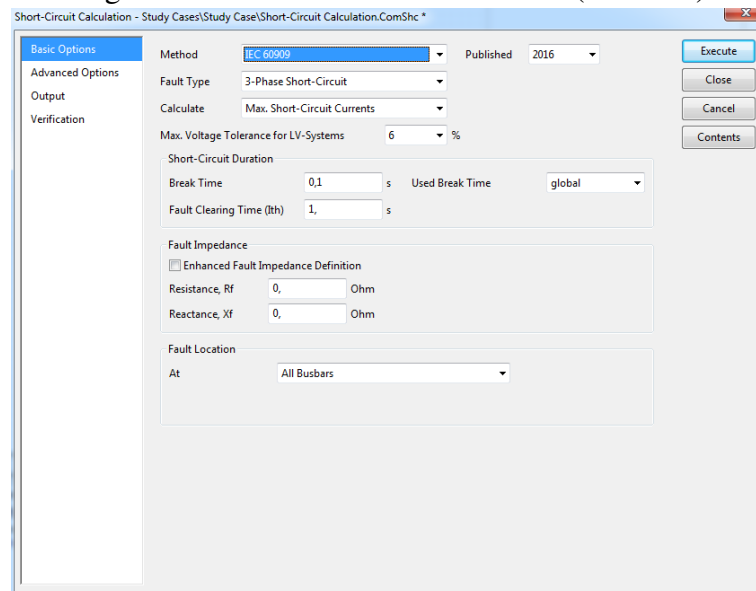 Short-Circuit Calculation - Study Cases\Study Case\Short-Circuit Calculation.ComShc *
Basic Options
Advanced Options
Output
Verification
Method IEC 60909 Published 2016
Fault Type 3-Phase Short-Circuit
Calculate Max. Short-Circuit Currents
Max. Voltage Tolerance for LV-Systems 6 %
Short-Circuit Duration
Break Time 0,1 s Used Break Time global
Fault Clearing Time (Ith) 1, s
Fault Impedance
Enhanced Fault Impedance Definition
Resistance, Rf 0, Ohm
Reactance, Xf 0, Ohm
Fault Location
At All Busbars
Execute
Close
Cancel
Contents